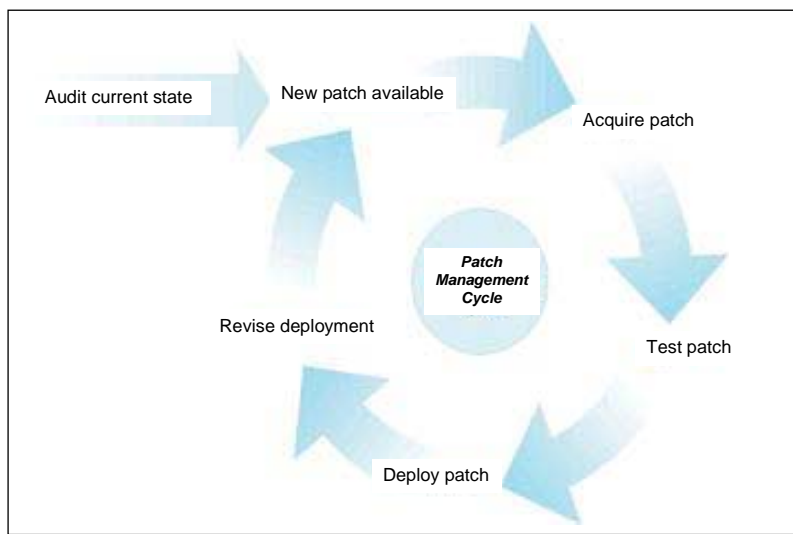 Audit current state
New patch available
Acquire patch
Patch
Management
Cycle
Revise deployment
Test patch
Deploy patch